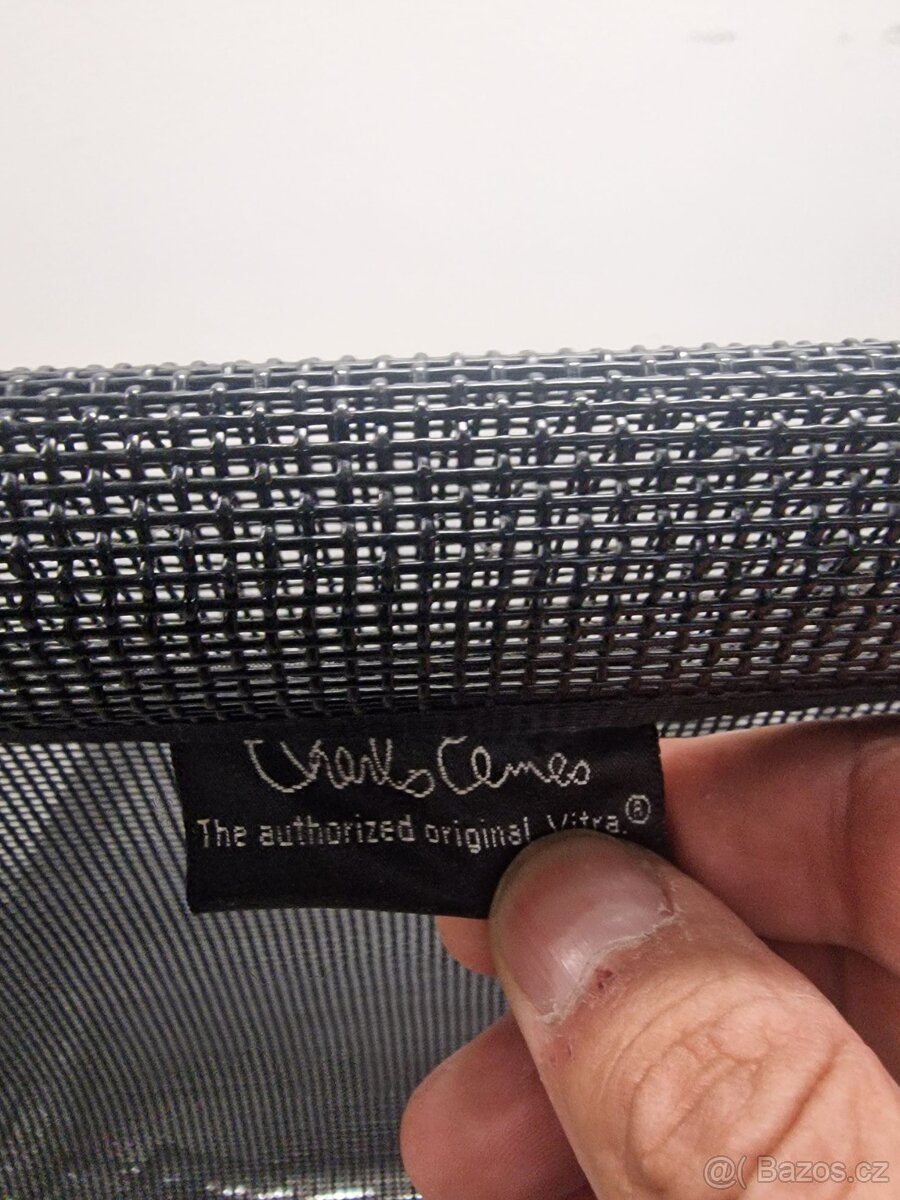 Charles Eames
The authorized original Vitra.®
@( Bazos.cz